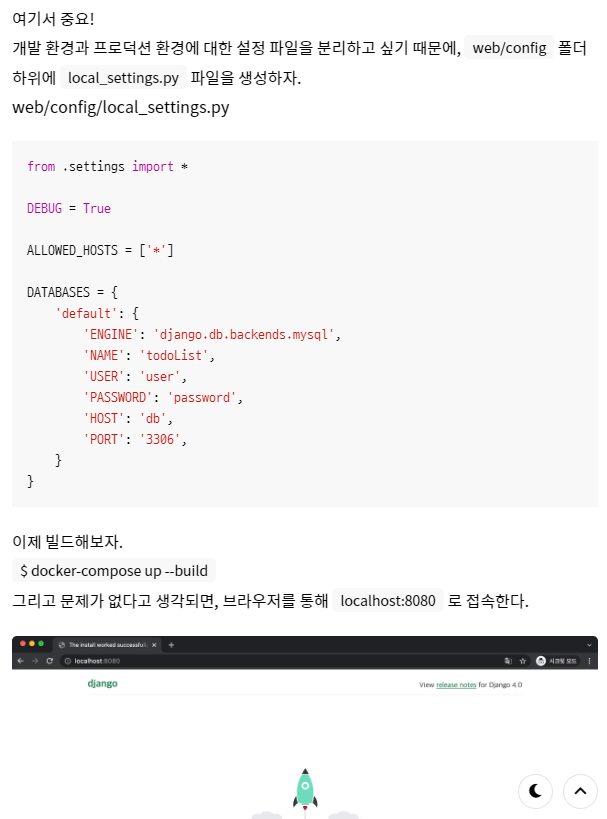 여기서 중요!
개발 환경과 프로덕션 환경에 대한 설정 파일을 분리하고 싶기 때문에, web/config 폴더
하위에 local_settings.py 파일을 생성하자.
web/config/local_settings.py
from .settings import *
DEBUG = True
ALLOWED_HOSTS = ['*']
DATABASES = {
    'default': {
        'ENGINE': 'django.db.backends.mysql',
        'NAME': 'todoList',
        'USER': 'user',
        'PASSWORD': 'password',
        'HOST': 'db',
        'PORT': '3306',
    }
}
이제 빌드해보자.
$ docker-compose up --build
그리고 문제가 없다고 생각되면, 브라우저를 통해 localhost:8080 로 접속한다.
The install worked successfully
localhost:8080 시크릿 모드
django View release notes for Django 4.0